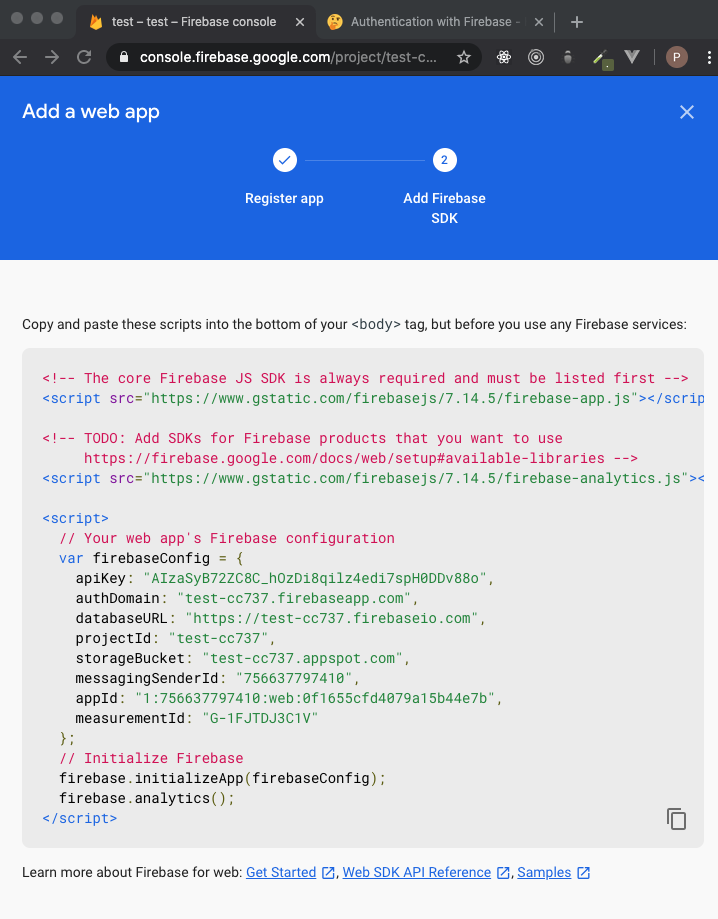 test – test – Firebase console
Authentication with Firebase -
console.firebase.google.com/project/test-c...
P
Add a web app
2
Register app
Add Firebase
SDK
Copy and paste these scripts into the bottom of your <body> tag, but before you use any Firebase services:
<!-- The core Firebase JS SDK is always required and must be listed first -->
<script src="https://www.gstatic.com/firebasejs/7.14.5/firebase-app.js"></scrip
<!-- TODO: Add SDKs for Firebase products that you want to use
https://firebase.google.com/docs/web/setup#available-libraries -->
<script src="https://www.gstatic.com/firebasejs/7.14.5/firebase-analytics.js"><
<script>
// Your web app's Firebase configuration
var firebaseConfig = {
apiKey: "AIzaSyB72ZC8C_hOzDi8qilz4edi7spH0DDv88o",
authDomain: "test-cc737.firebaseapp.com",
databaseURL: "https://test-cc737.firebaseio.com",
projectId: "test-cc737",
storageBucket: "test-cc737.appspot.com",
messagingSenderId: "756637797410",
appId: "1:756637797410:web:0f1655cfd4079a15b44e7b",
measurementId: "G-1FJTDJ3C1V"
};
// Initialize Firebase
firebase.initializeApp(firebaseConfig);
firebase.analytics();
</script>
Learn more about Firebase for web: Get Started , Web SDK API Reference , Samples